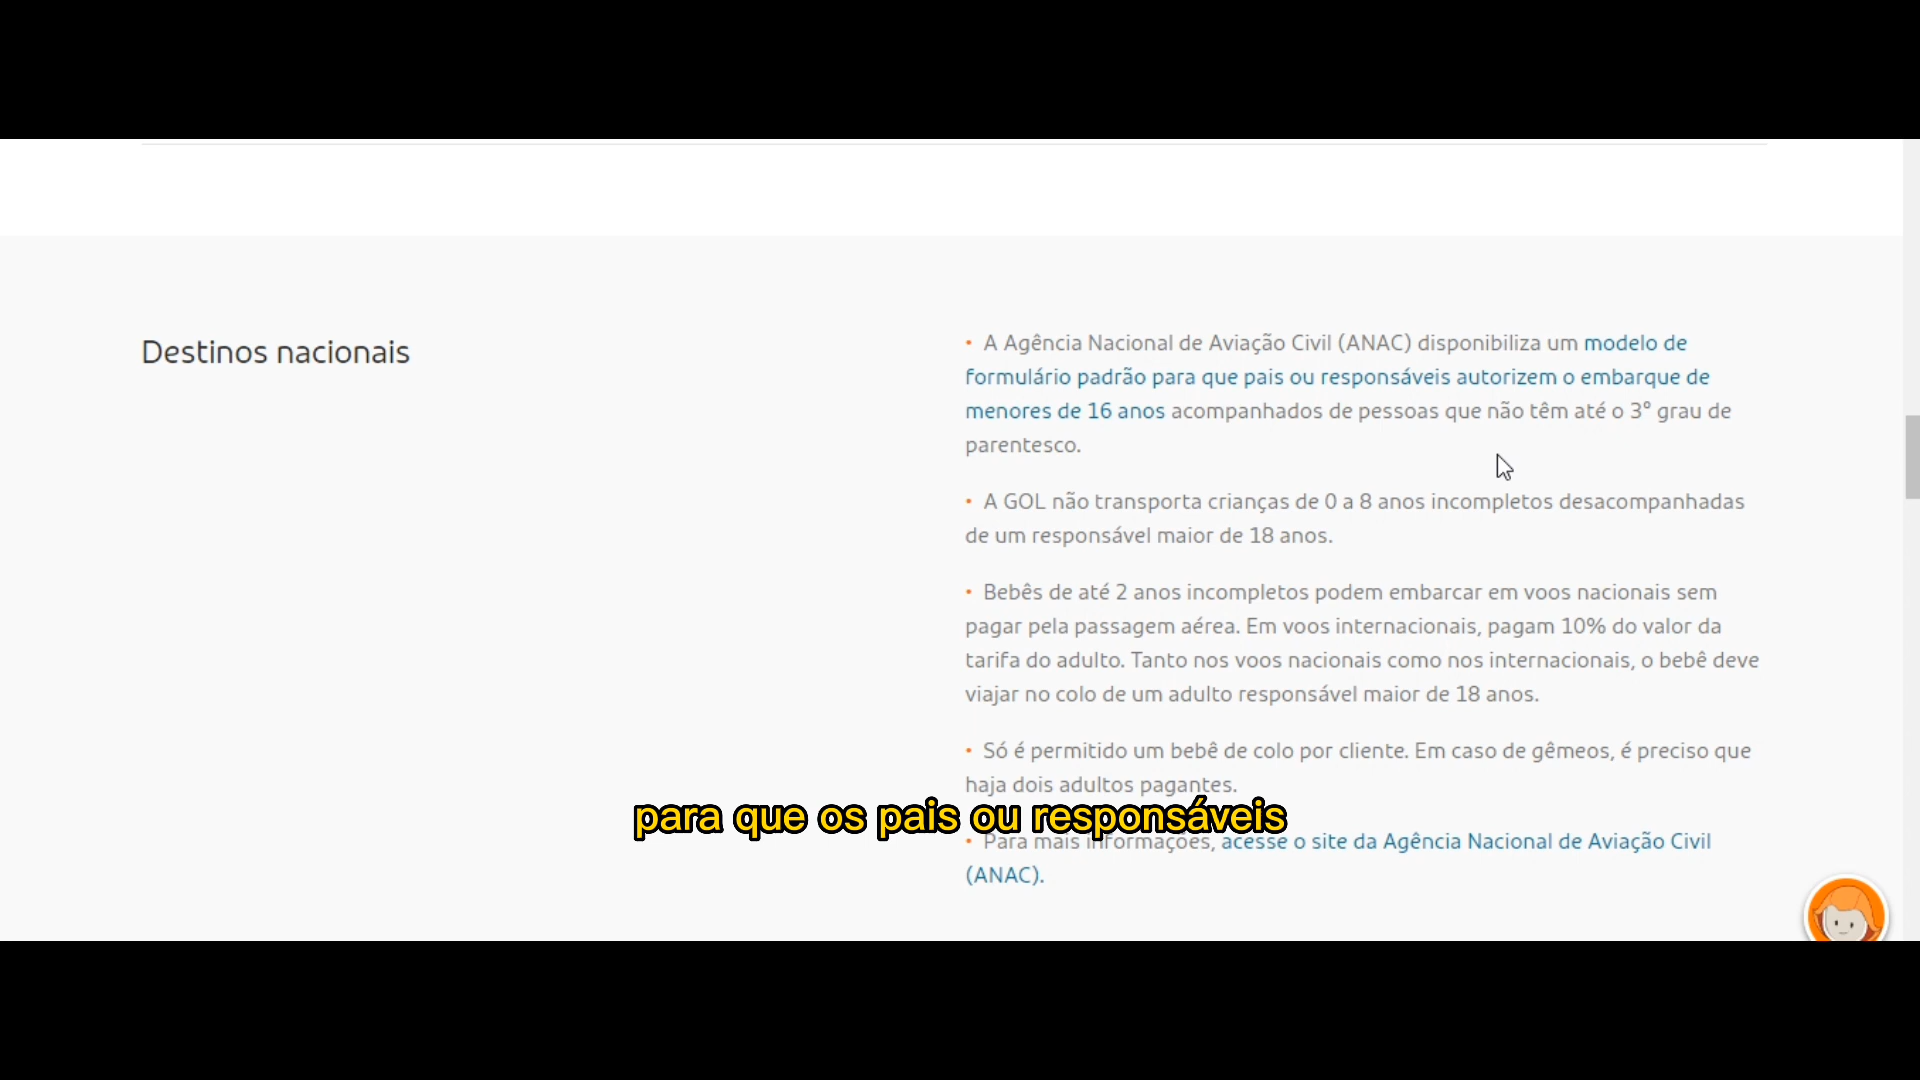 Destinos nacionais
• A Agência Nacional de Aviação Civil (ANAC) disponibiliza um modelo de
formulário padrão para que pais ou responsáveis autorizem o embarque de
menores de 16 anos acompanhados de pessoas que não têm até o 3° grau de
parentesco.
• A GOL não transporta crianças de 0 a 8 anos incompletos desacompanhadas
de um responsável maior de 18 anos.
• Bebês de até 2 anos incompletos podem embarcar em voos nacionais sem
pagar pela passagem aérea. Em voos internacionais, pagam 10% do valor da
tarifa do adulto. Tanto nos voos nacionais como nos internacionais, o bebê deve
viajar no colo de um adulto responsável maior de 18 anos.
• Só é permitido um bebê de colo por cliente. Em caso de gêmeos, é preciso que
haja dois adultos pagantes.
para que os pais ou responsáveis
• Para mais informações, acesse o site da Agência Nacional de Aviação Civil
(ANAC).